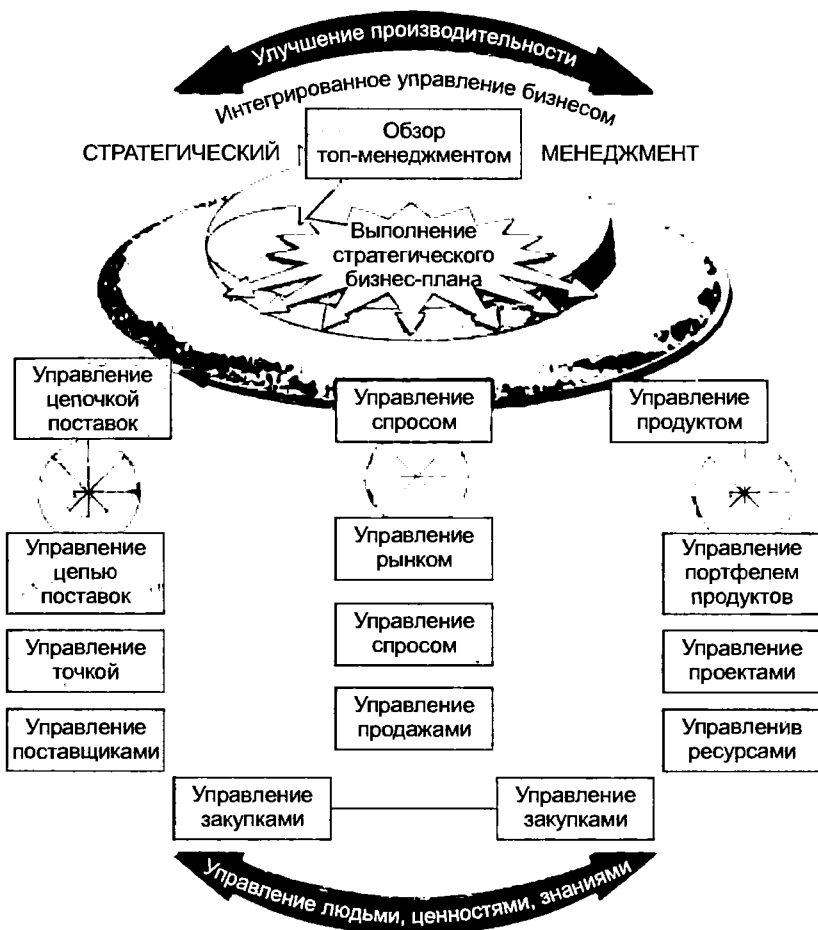 Улучшение производительности
Интегрированное управление бизнесом
СТРАТЕГИЧЕСКИЙ
Обзор
топ-менеджментом
МЕНЕДЖМЕНТ
Выполнение
стратегического
бизнес-плана
Управление
цепочкой
поставок
Управление
спросом
Управление
продуктом
Управление
цепью
поставок
Управление
рынком
Управление
портфелем
продуктов
Управление
точкой
Управление
спросом
Управление
проектами
Управление
поставщиками
Управление
продажами
Управленив
ресурсами
Управление
закупками
Управление
закупками
Управление людьми, ценностями, знаниями